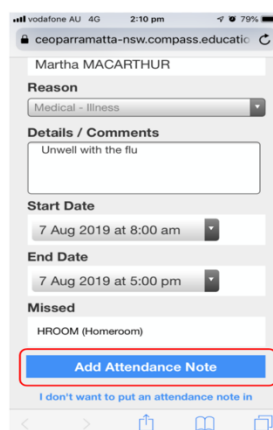 vodafone AU 4G 2:10 pm 79%
ceoparramatta-nsw.compass.educatio
Martha MACARTHUR
Reason
Medical - Illness
Details / Comments
Unwell with the flu
Start Date
7 Aug 2019 at 8:00 am
End Date
7 Aug 2019 at 5:00 pm
Missed
HROOM (Homeroom)
Add Attendance Note
I don't want to put an attendance note in